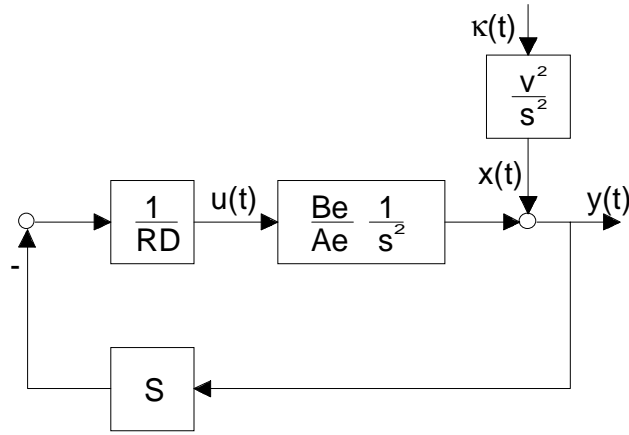 κ(t)
v²
s²
x(t)
y(t)
1
RD
u(t)
Be 1
Ae s²
-
S